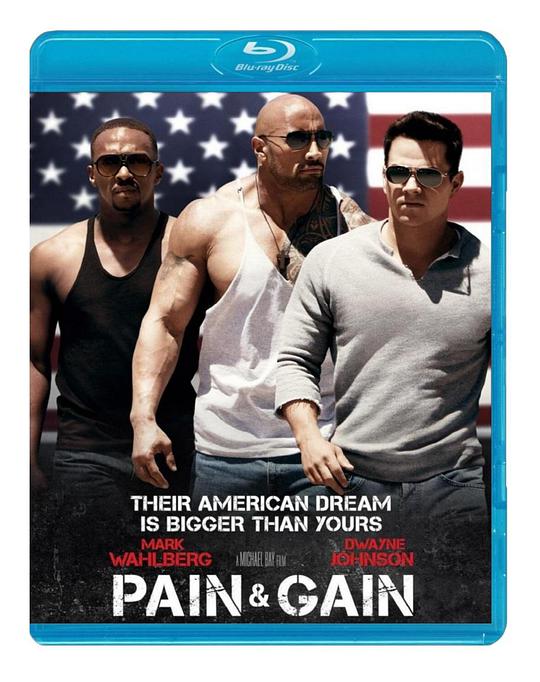 Blu-ray Disc
THEIR AMERICAN DREAM
IS BIGGER THAN YOURS
MARK
WAHLBERG
A MICHAEL BAY FILM
DWAYNE
JOHNSON
PAIN & GAIN